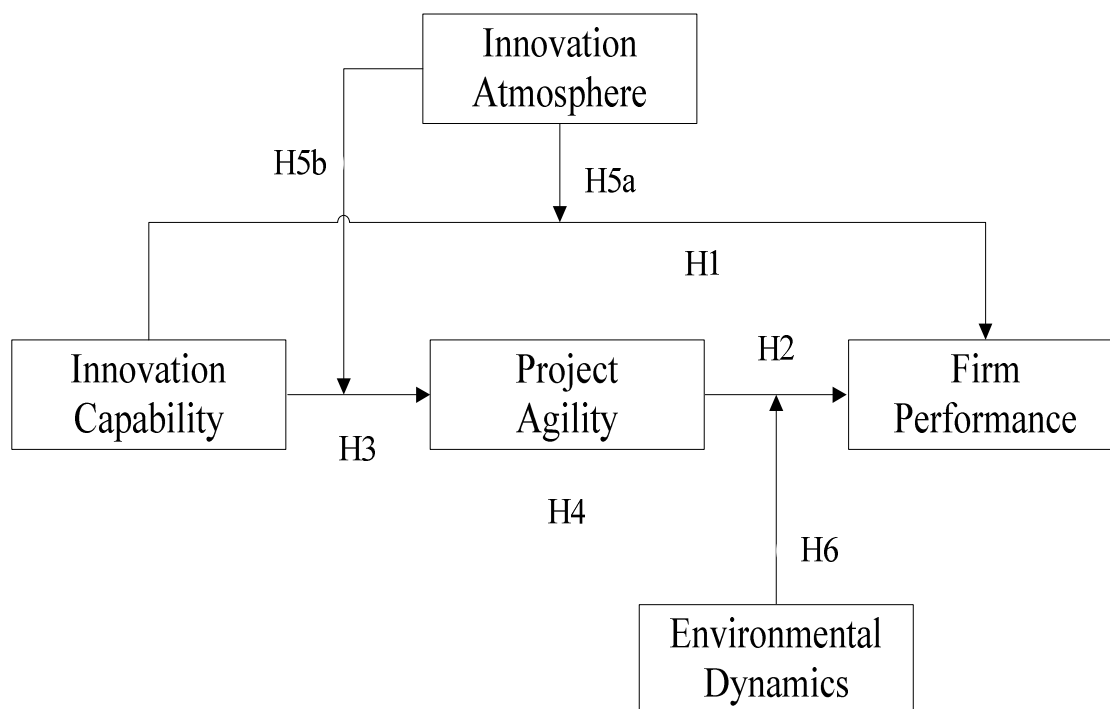 Innovation
Atmosphere
H5b
H5a
H1
Innovation
Capability
H3
Project
Agility
H2
Firm
Performance
H4
H6
Environmental
Dynamics